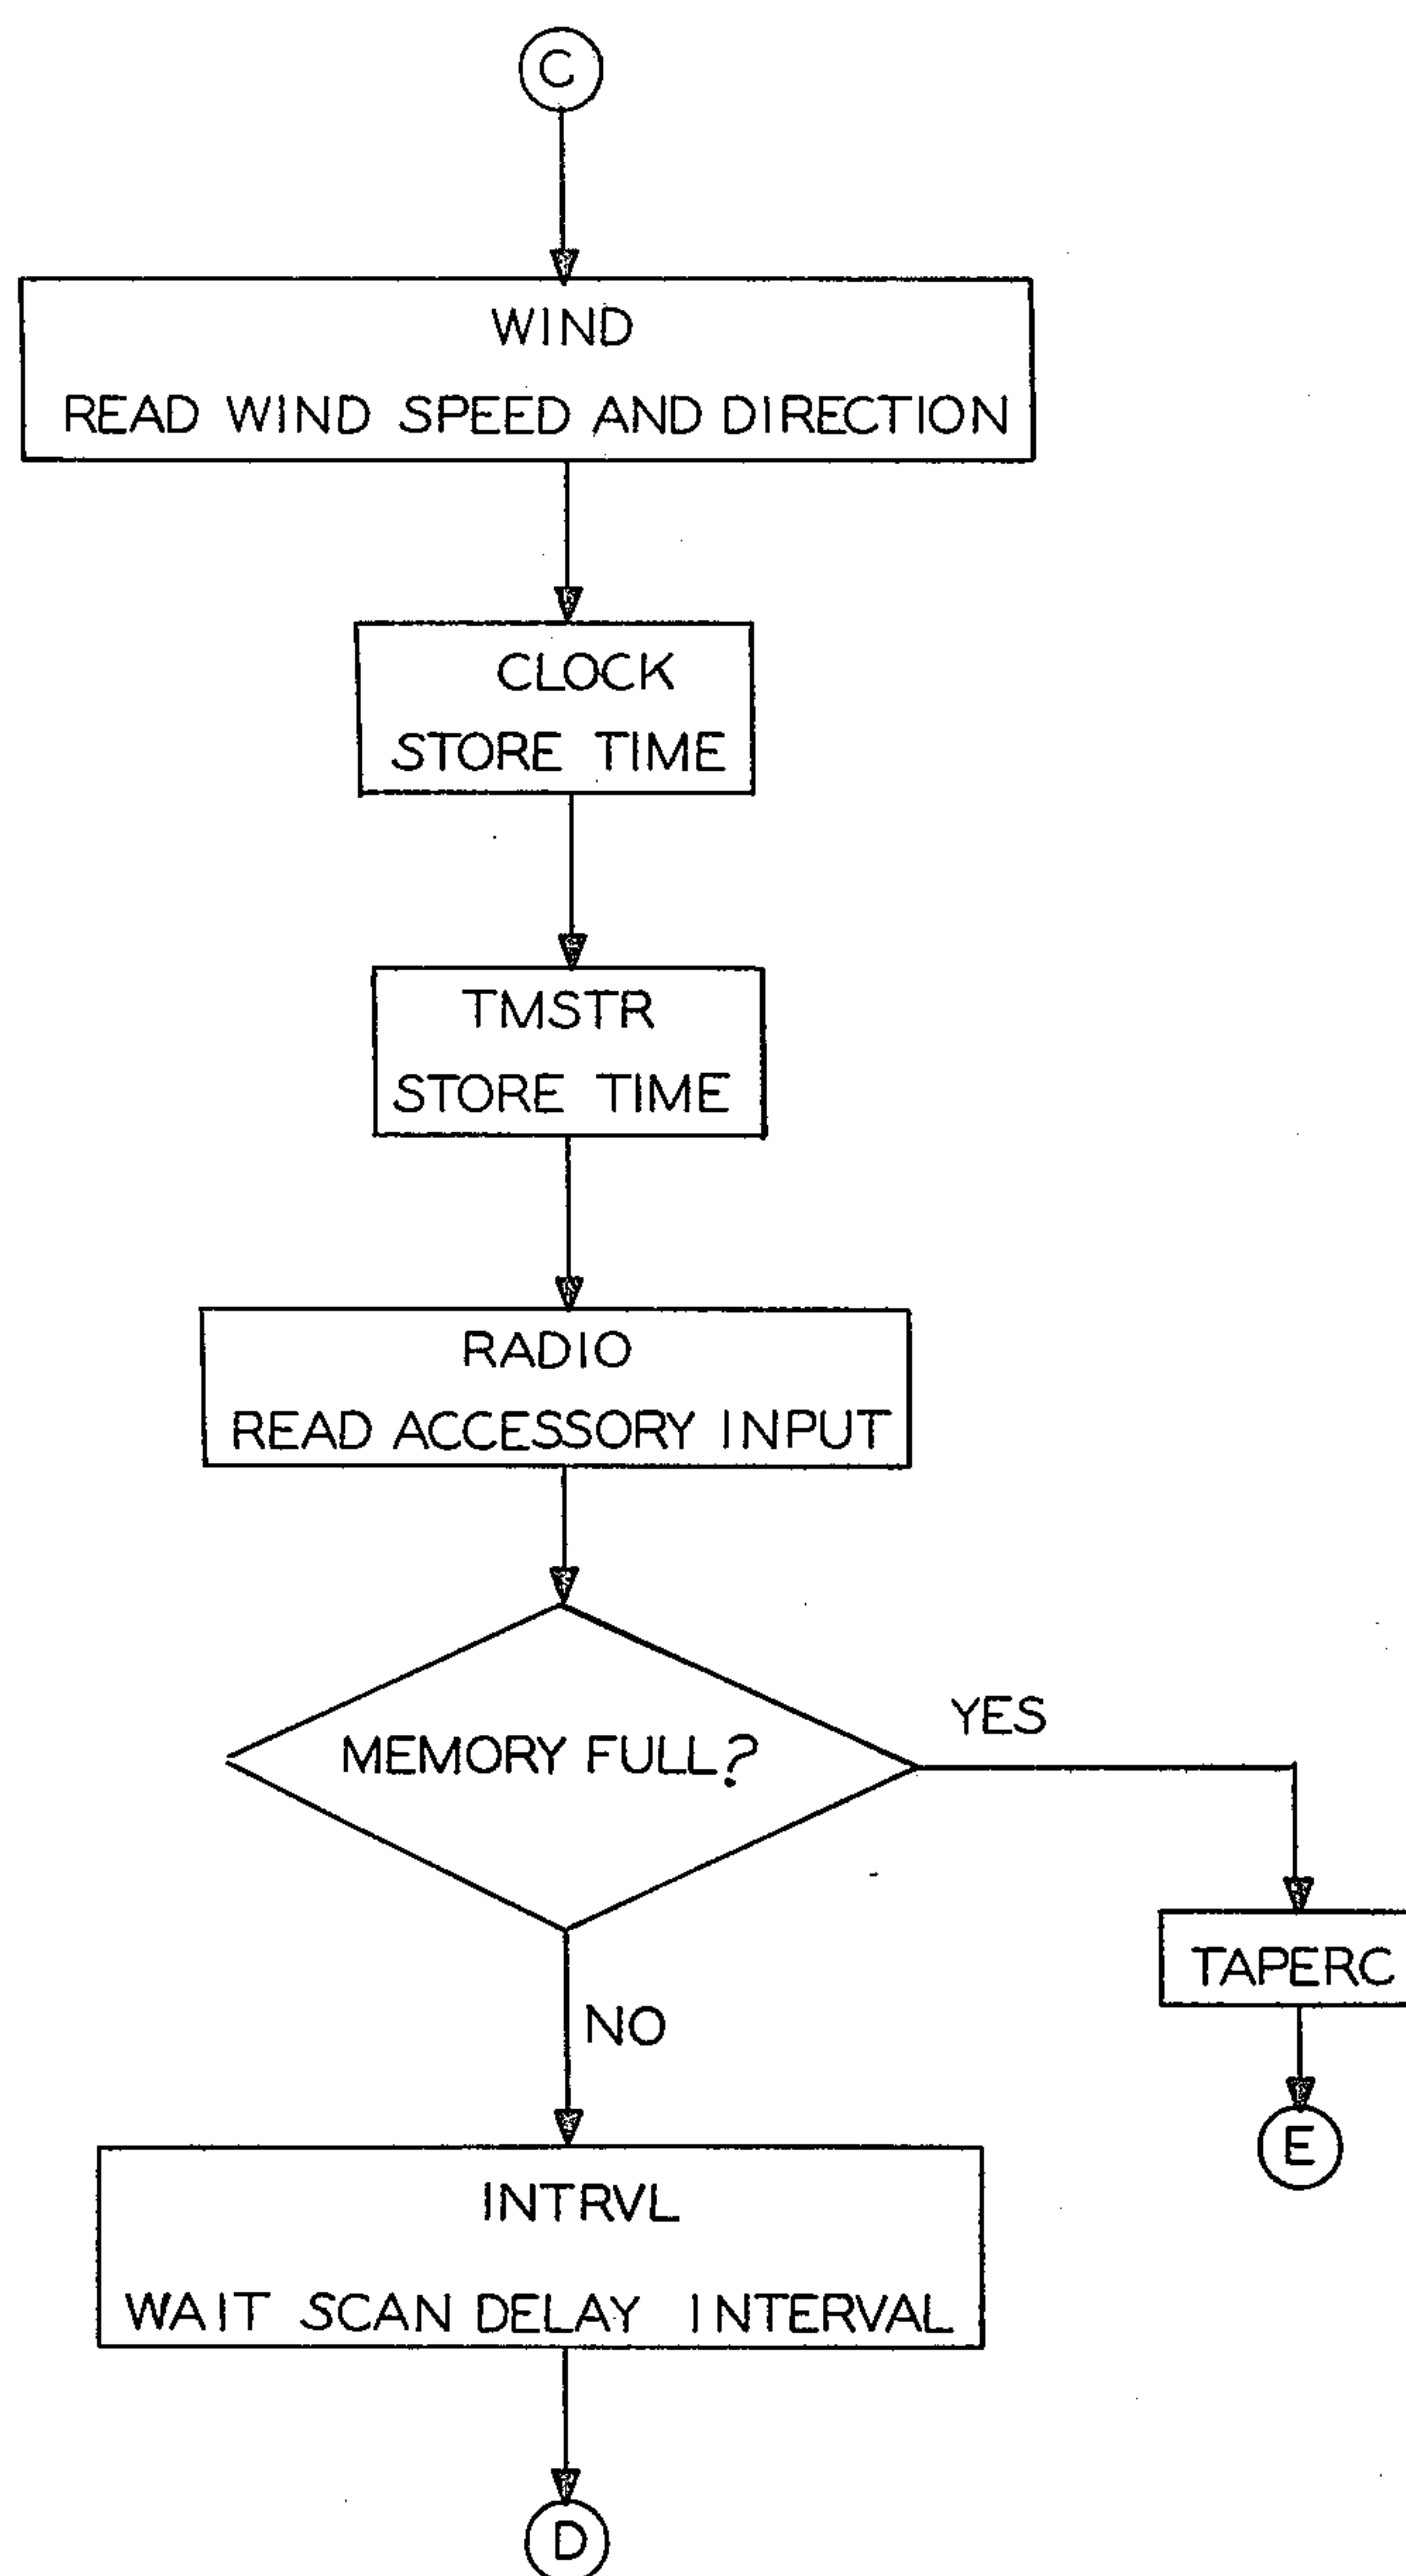 C
WIND
READ WIND SPEED AND DIRECTION
CLOCK
STORE TIME
TMSTR
STORE TIME
RADIO
READ ACCESSORY INPUT
MEMORY FULL?
YES
TAPERC
NO
E
INTRVL
WAIT SCAN DELAY INTERVAL
D